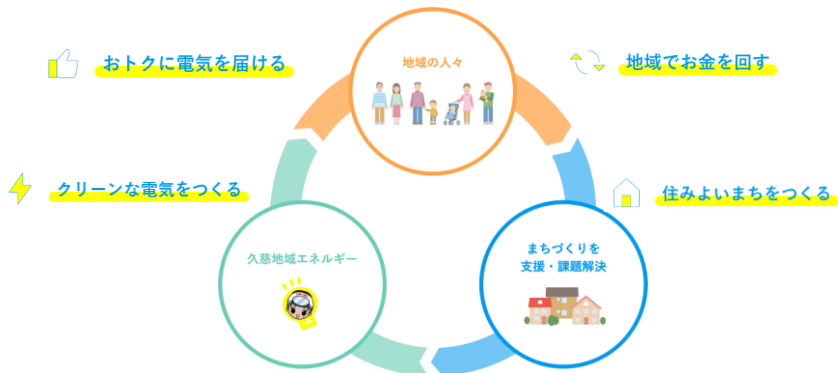 地域の人々
おトクに電気を届ける
地域でお金を回す
クリーンな電気をつくる
住みよいまちをつくる
久慈地域エネルギー
まちづくりを
支援・課題解決